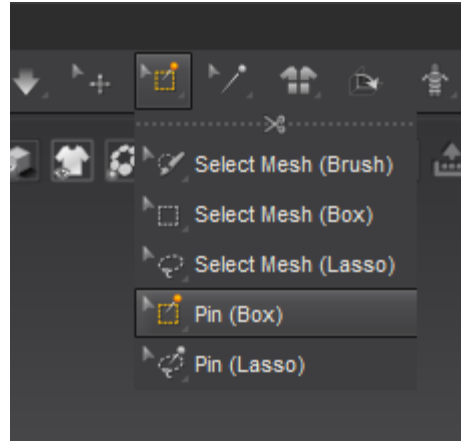 Select Mesh (Brush)
Select Mesh (Box)
Select Mesh (Lasso)
Pin (Box)
Pin (Lasso)